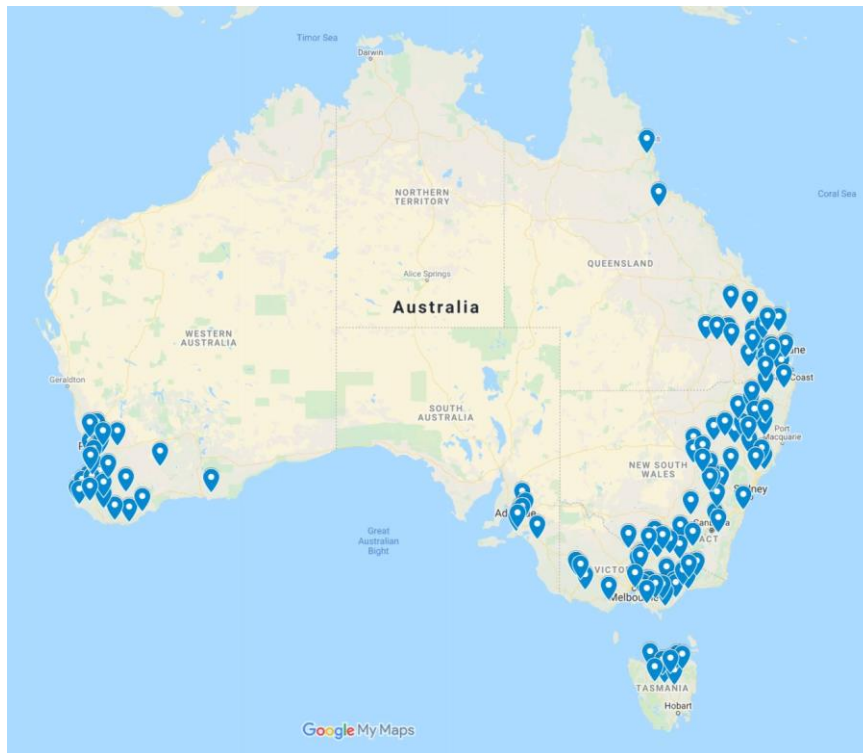 Timor Sea
Darwin
Coral Sea
NORTHERN
TERRITORY
QUEENSLAND
Alice Springs
Australia
WESTERN
AUSTRALIA
Geraldton
SOUTH
AUSTRALIA
Coast
Port
Macquarie
NEW SOUTH
WALES
Sydney
Great
Australian
Bight
ACT
TASMANIA
Hobart
Google My Maps